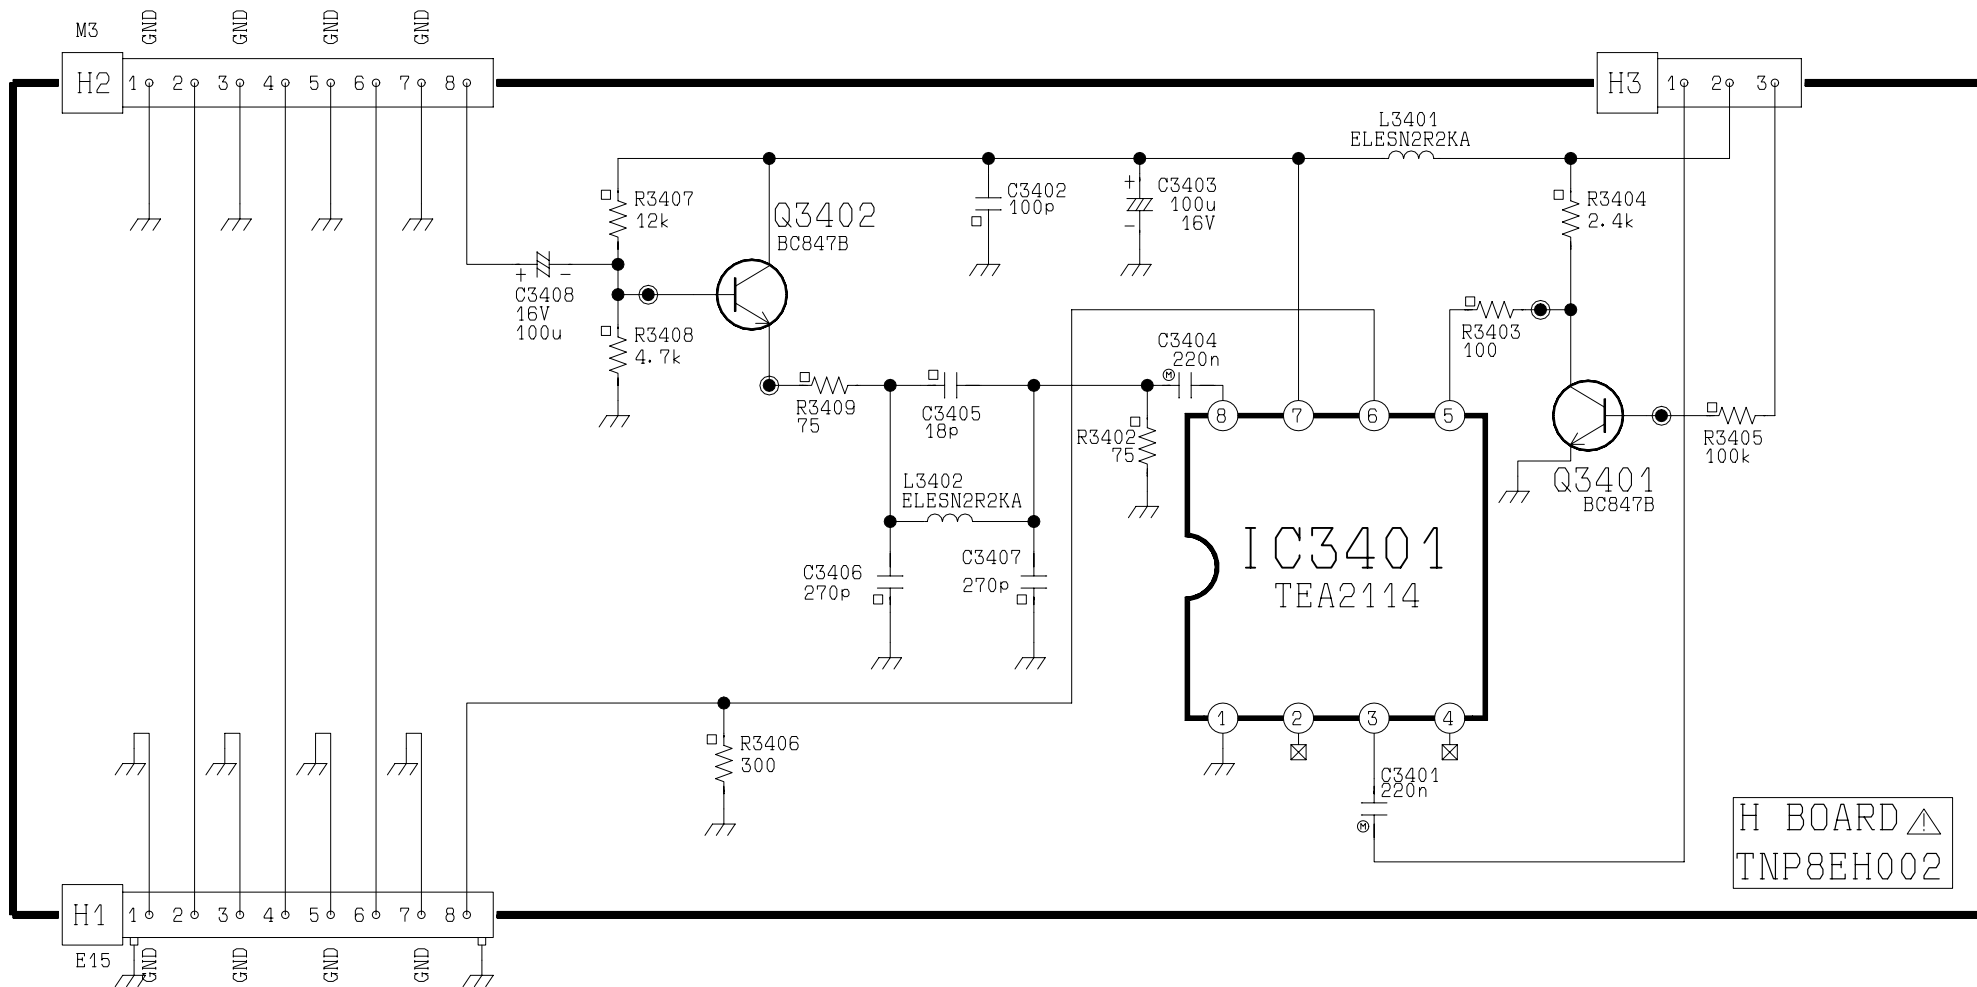 M3
GND
GND
GND
GND
H2
1 2 3 4 5 6 7 8
H3
1 2 3
L3401
ELESN2R2KA
R3407
12k
Q3402
BC847B
C3402
100p
+
C3403
100u
16V
-
R3404
2.4k
+
-
C3408
16V
100u
R3408
4.7k
R3409
75
C3405
18p
C3404
220n
M
R3403
100
8 7 6 5
R3402
75
R3405
100k
Q3401
BC847B
L3402
ELESN2R2KA
C3406
270p
C3407
270p
IC3401
TEA2114
1 2 3 4
R3406
300
C3401
220n
M
H BOARD
!
TNP8EH002
H1
1 2 3 4 5 6 7 8
E15
GND
GND
GND
GND